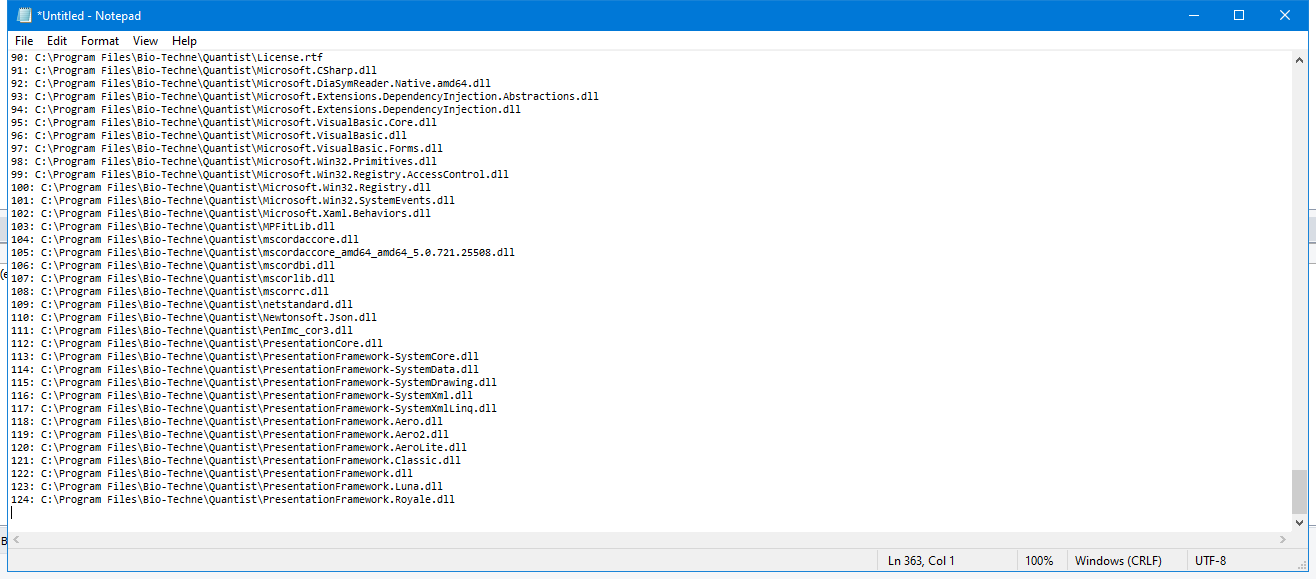 *Untitled - Notepad
File Edit Format View Help
90: C:\Program Files\Bio-Techne\Quantist\License.rtf
91: C:\Program Files\Bio-Techne\Quantist\Microsoft.CSharp.dll
92: C:\Program Files\Bio-Techne\Quantist\Microsoft.DiaSymReader.Native.amd64.dll
93: C:\Program Files\Bio-Techne\Quantist\Microsoft.Extensions.DependencyInjection.Abstractions.dll
94: C:\Program Files\Bio-Techne\Quantist\Microsoft.Extensions.DependencyInjection.dll
95: C:\Program Files\Bio-Techne\Quantist\Microsoft.VisualBasic.Core.dll
96: C:\Program Files\Bio-Techne\Quantist\Microsoft.VisualBasic.dll
97: C:\Program Files\Bio-Techne\Quantist\Microsoft.VisualBasic.Forms.dll
98: C:\Program Files\Bio-Techne\Quantist\Microsoft.Win32.Primitives.dll
99: C:\Program Files\Bio-Techne\Quantist\Microsoft.Win32.Registry.AccessControl.dll
100: C:\Program Files\Bio-Techne\Quantist\Microsoft.Win32.Registry.dll
101: C:\Program Files\Bio-Techne\Quantist\Microsoft.Win32.SystemEvents.dll
102: C:\Program Files\Bio-Techne\Quantist\Microsoft.Xaml.Behaviors.dll
103: C:\Program Files\Bio-Techne\Quantist\MPFitLib.dll
104: C:\Program Files\Bio-Techne\Quantist\mscordaccore.dll
105: C:\Program Files\Bio-Techne\Quantist\mscordaccore_amd64_amd64_5.0.721.25508.dll
106: C:\Program Files\Bio-Techne\Quantist\mscordbi.dll
107: C:\Program Files\Bio-Techne\Quantist\mscorlib.dll
108: C:\Program Files\Bio-Techne\Quantist\mscorrc.dll
109: C:\Program Files\Bio-Techne\Quantist\netstandard.dll
110: C:\Program Files\Bio-Techne\Quantist\Newtonsoft.Json.dll
111: C:\Program Files\Bio-Techne\Quantist\PenImc_cor3.dll
112: C:\Program Files\Bio-Techne\Quantist\PresentationCore.dll
113: C:\Program Files\Bio-Techne\Quantist\PresentationFramework-SystemCore.dll
114: C:\Program Files\Bio-Techne\Quantist\PresentationFramework-SystemData.dll
115: C:\Program Files\Bio-Techne\Quantist\PresentationFramework-SystemDrawing.dll
116: C:\Program Files\Bio-Techne\Quantist\PresentationFramework-SystemXml.dll
117: C:\Program Files\Bio-Techne\Quantist\PresentationFramework-SystemXmlLinq.dll
118: C:\Program Files\Bio-Techne\Quantist\PresentationFramework.Aero.dll
119: C:\Program Files\Bio-Techne\Quantist\PresentationFramework.Aero2.dll
120: C:\Program Files\Bio-Techne\Quantist\PresentationFramework.AeroLite.dll
121: C:\Program Files\Bio-Techne\Quantist\PresentationFramework.Classic.dll
122: C:\Program Files\Bio-Techne\Quantist\PresentationFramework.dll
123: C:\Program Files\Bio-Techne\Quantist\PresentationFramework.Luna.dll
124: C:\Program Files\Bio-Techne\Quantist\PresentationFramework.Royale.dll
Ln 363, Col 1 100% Windows (CRLF) UTF-8